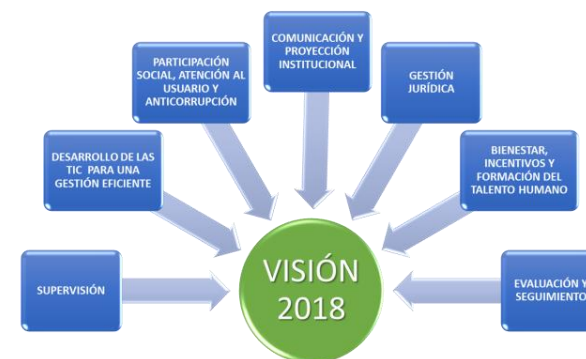 COMUNICACIÓN Y
PROYECCIÓN
INSTITUCIONAL
PARTICIPACIÓN
SOCIAL, ATENCIÓN AL
USUARIO Y
ANTICORRUPCIÓN
GESTIÓN
JURÍDICA
DESARROLLO DE LAS
TIC PARA UNA
GESTIÓN EFICIENTE
BIENESTAR,
INCENTIVOS Y
FORMACIÓN DEL
TALENTO HUMANO
SUPERVISIÓN
VISIÓN
2018
EVALUACIÓN Y
SEGUIMIENTO